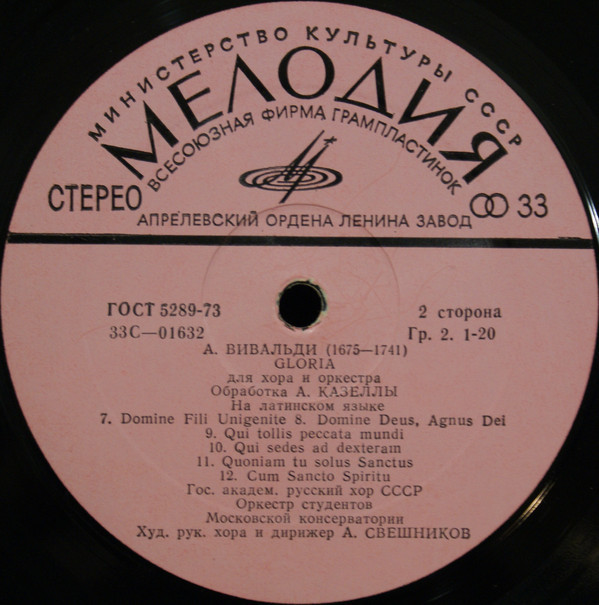 МИНИСТЕРСТВО КУЛЬТУРЫ СССР
МЕЛОДИЯ
ВСЕСОЮЗНАЯ ФИРМА ГРАМПЛАСТИНОК
СТЕРЕО
33
АПРЕЛЕВСКИЙ ОРДЕНА ЛЕНИНА ЗАВОД
ГОСТ 5289-73
2 сторона
33С—01632
Гр. 2. 1-20
А. ВИВАЛЬДИ (1675—1741)
GLORIA
для хора и оркестра
Обработка А. КАЗЕЛЛЫ
На латинском языке
7. Domine Fili Unigenite 8. Domine Deus, Agnus Dei
9. Qui tollis peccata mundi
10. Qui sedes ad dexteram
11. Quoniam tu solus Sanctus
12. Cum Sancto Spiritu
Гос. академ. русский хор СССР
Оркестр студентов
Московской консерватории
Худ. рук. хора и дирижер А. СВЕШНИКОВ